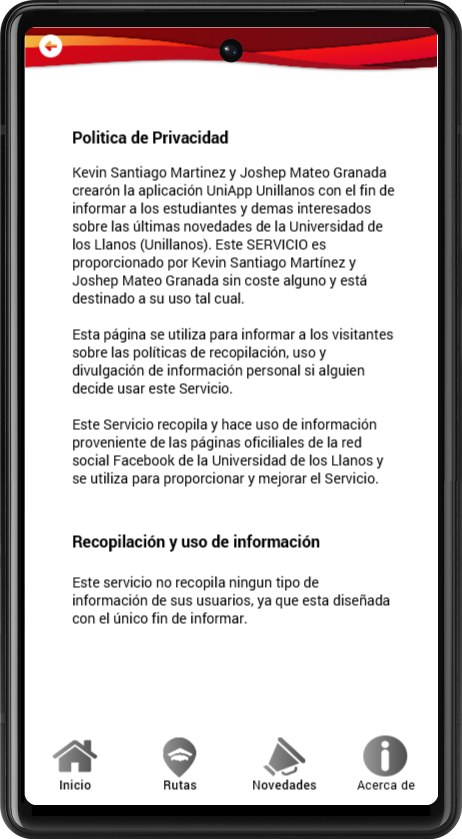 Politica de Privacidad
Kevin Santiago Martinez y Joshep Mateo Granada
crearón la aplicación UniApp Unillanos con el fin de
informar a los estudiantes y demas interesados
sobre las últimas novedades de la Universidad de
los Llanos (Unillanos). Este SERVICIO es
proporcionado por Kevin Santiago Martínez y
Joshep Mateo Granada sin coste alguno y está
destinado a su uso tal cual.
Esta página se utiliza para informar a los visitantes
sobre las políticas de recopilación, uso y
divulgación de información personal si alguien
decide usar este Servicio.
Este Servicio recopila y hace uso de información
proveniente de las páginas oficiliales de la red
social Facebook de la Universidad de los Llanos y
se utiliza para proporcionar y mejorar el Servicio.
Recopilación y uso de información
Este servicio no recopila ningun tipo de
información de sus usuarios, ya que esta diseñada
con el único fin de informar.
Inicio Rutas Novedades Acerca de